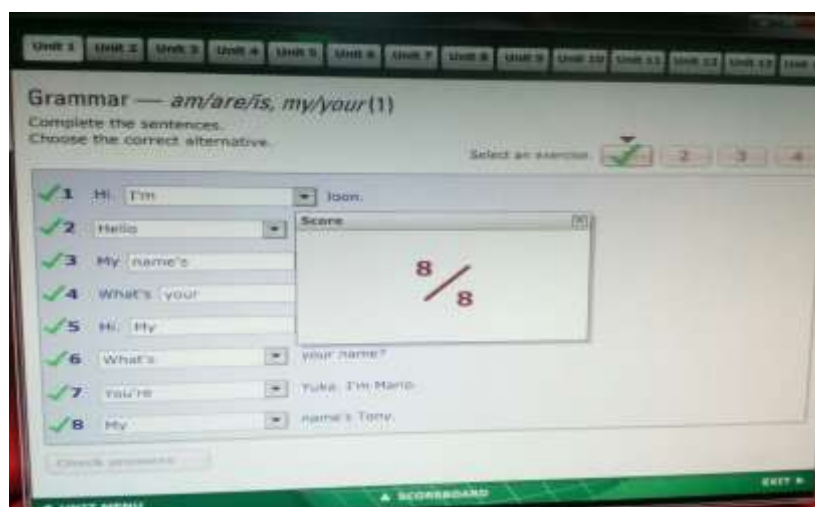 Unit 1 Unit 2 Unit 3 Unit 4 Unit 5 Unit 6 Unit 7 Unit 8 Unit 9 Unit 10 Unit 11 Unit 12 Unit 13 Unit
Grammar — am/are/is, my/your (1)
Complete the sentences.
Choose the correct alternative.
Select an exercise. 2 3 4
1 Hi. I'm Joon.
2 Hello
Score
3 My name's
8/8
4 What's your
5 Hi. My
6 What's your name?
7 You're Yuka. I'm Mario.
8 My name's Tony.
Check answers
UNIT MENU SCOREBOARD EXIT